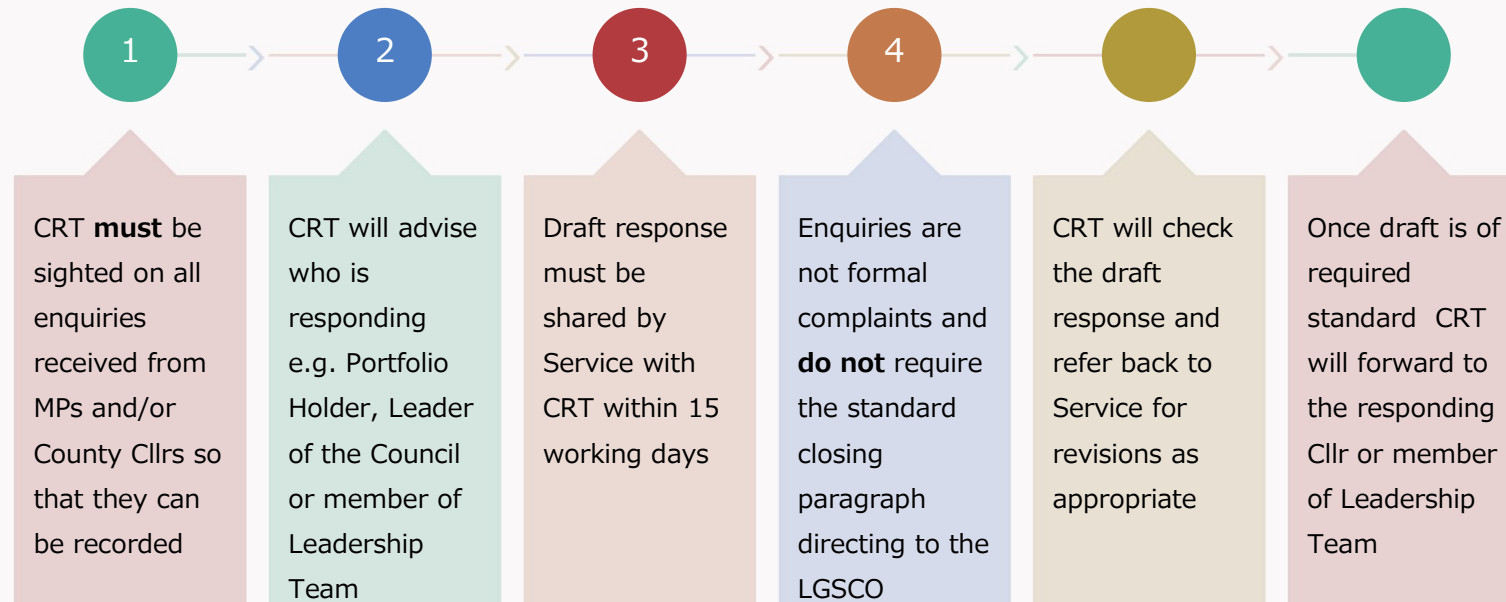 1
2
3
4
CRT must be
sighted on all
enquiries
received from
MPs and/or
County Cllrs so
that they can
be recorded
CRT will advise
who is
responding
e.g. Portfolio
Holder, Leader
of the Council
or member of
Leadership
Team
Draft response
must be
shared by
Service with
CRT within 15
working days
Enquiries are
not formal
complaints and
do not require
the standard
closing
paragraph
directing to the
LGSCO
CRT will check
the draft
response and
refer back to
Service for
revisions as
appropriate
Once draft is of
required
standard  CRT
will forward to
the responding
Cllr or member
of Leadership
Team